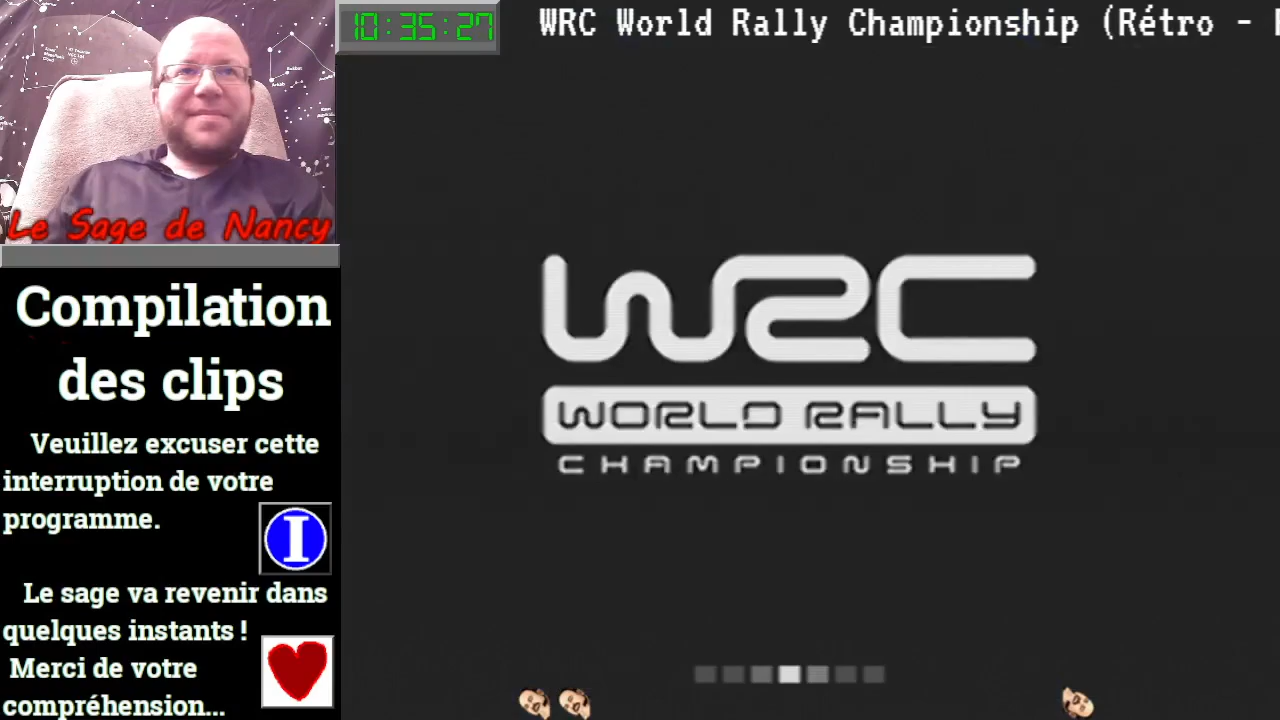 10:35:27
WRC World Rally Championship (Rétro -
Le Sage de Nancy
WRC
WORLD RALLY
CHAMPIONSHIP
Compilation
des clips
Veuillez excuser cette
interruption de votre
programme.
I
Le sage va revenir dans
quelques instants !
Merci de votre
compréhension...